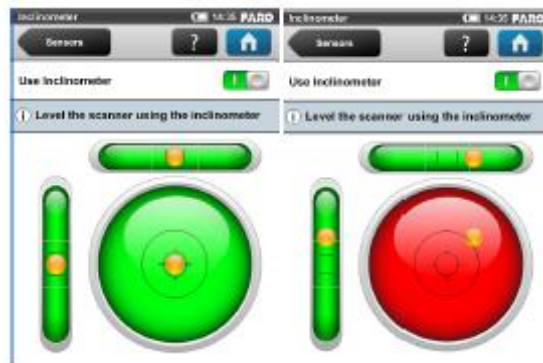 Inclinometer 14:35 FARO
Sensors ?
Use Inclinometer
i Level the scanner using the inclinometer
Inclinometer 14:35 FARO
Sensors ?
Use Inclinometer
i Level the scanner using the inclinometer